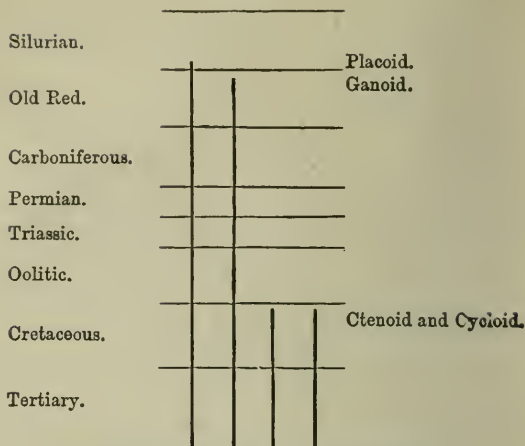 Silurian.
Placoid.
Ganoid.
Old Red.
Carboniferous.
Permian.
Triassic.
Oolitic.
Ctenoid and Cycloid.
Cretaceous.
Tertiary.